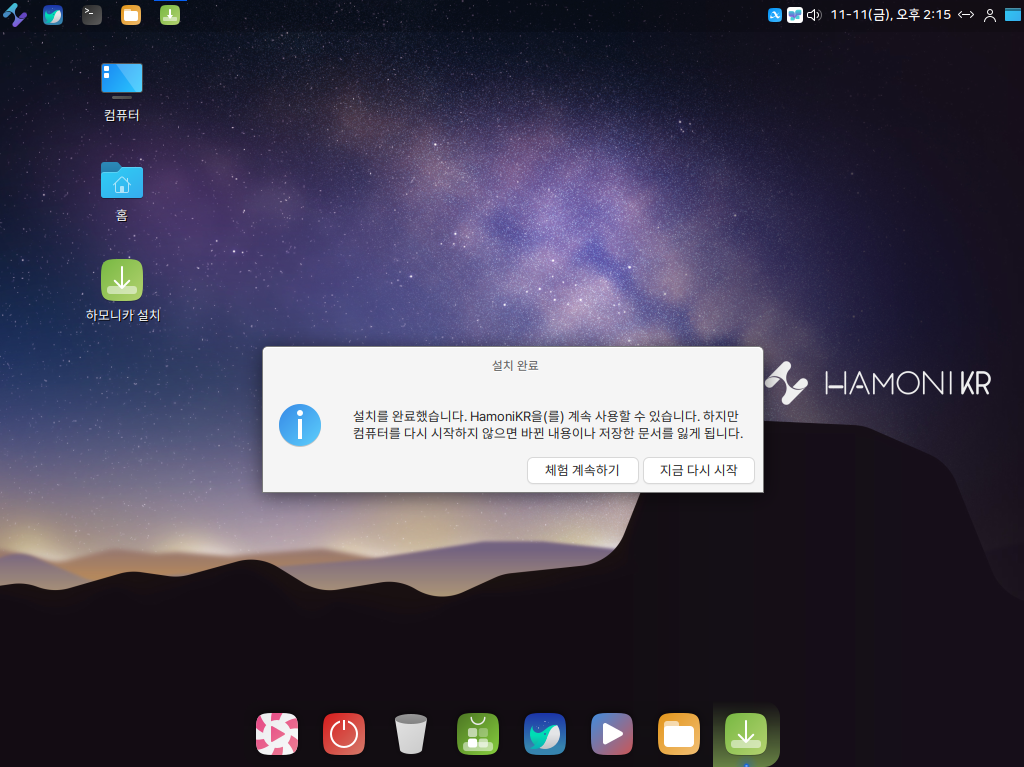 11-11(금), 오후 2:15
컴퓨터
홈
하모니카 설치
HAMONIKR
설치 완료
설치를 완료했습니다. HamoniKR을(를) 계속 사용할 수 있습니다. 하지만
컴퓨터를 다시 시작하지 않으면 바뀐 내용이나 저장한 문서를 잃게 됩니다.
체험 계속하기
지금 다시 시작